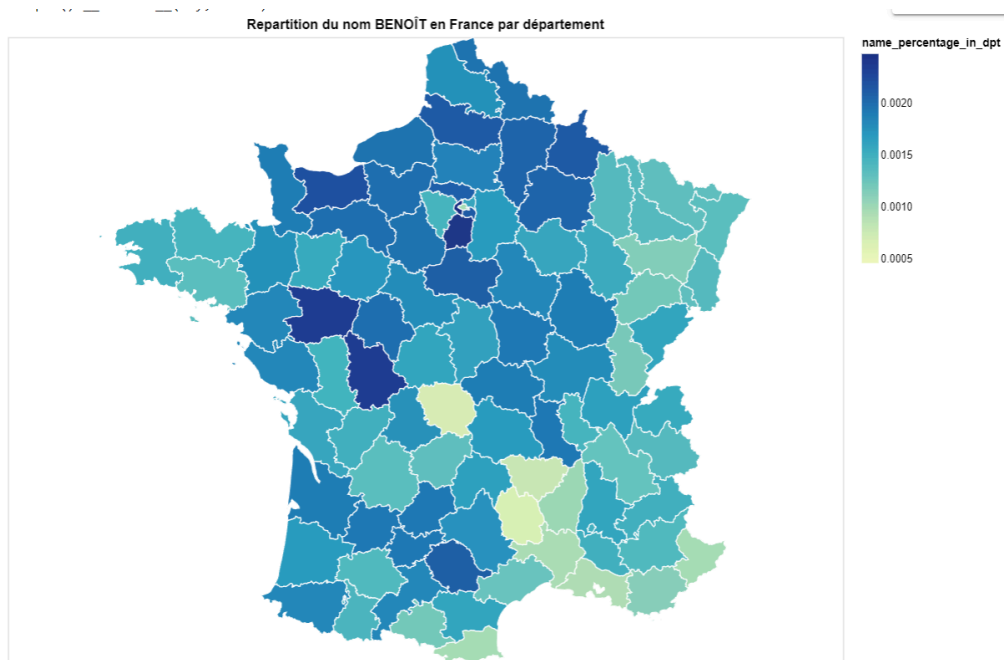 Repartition du nom BENOÎT en France par département
name_percentage_in_dpt
0.0020
0.0015
0.0010
0.0005